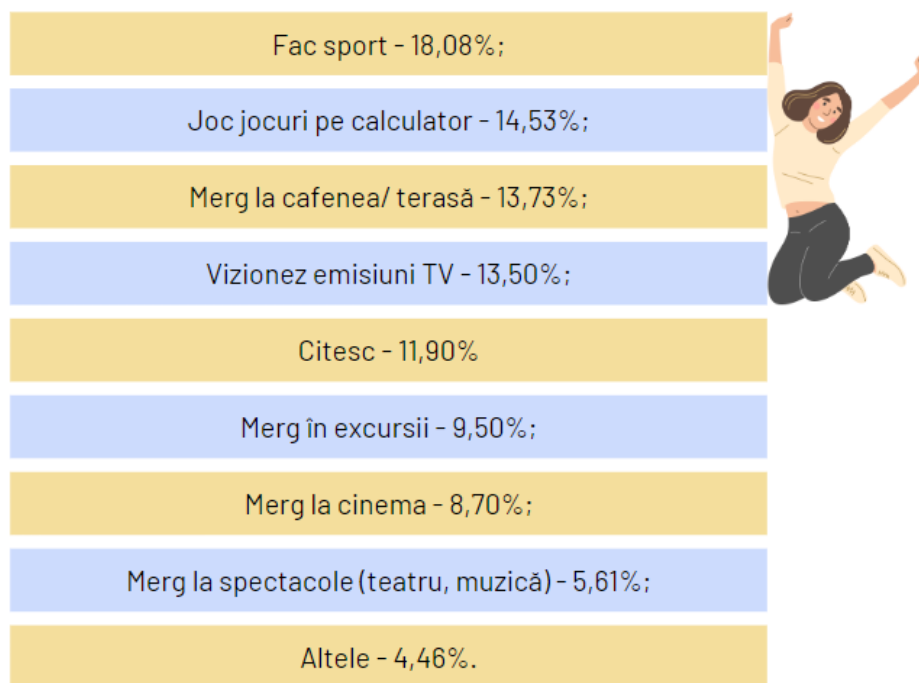 Fac sport - 18,08%;
Joc jocuri pe calculator - 14,53%;
Merg la cafenea/ terasă - 13,73%;
Vizionez emisiuni TV - 13,50%;
Citesc - 11,90%
Merg în excursii - 9,50%;
Merg la cinema - 8,70%;
Merg la spectacole (teatru, muzică) - 5,61%;
Altele - 4,46%.